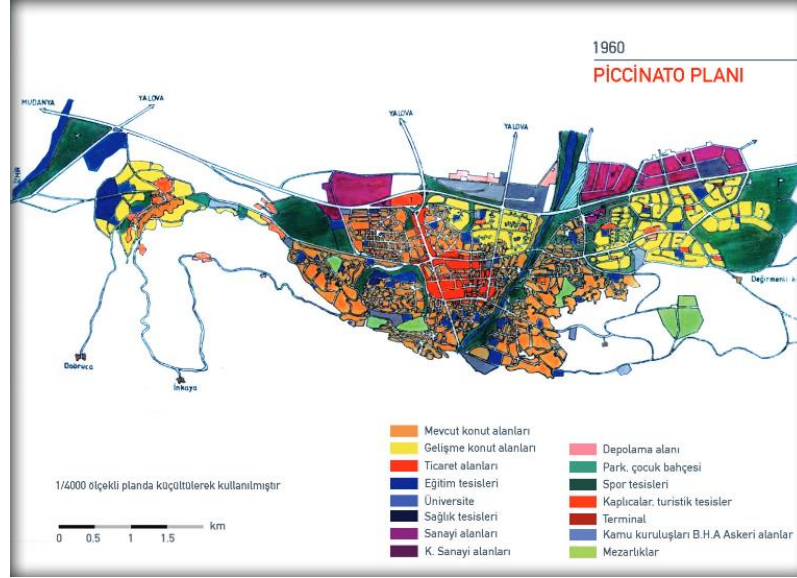 1960
PİCCİNATO PLANI
MUDANYA
YALOVA
YALOVA
YALOVA
İZMİR
Değirmenli
Dobruca
İnkaya
1/4000 ölçekli planda küçültülerek kullanılmıştır
km
0 0.5 1 1.5
Mevcut konut alanları
Gelişme konut alanları
Ticaret alanları
Eğitim tesisleri
Üniversite
Sağlık tesisleri
Sanayi alanları
K. Sanayi alanları
Depolama alanı
Park, çocuk bahçesi
Spor tesisleri
Kaplıcalar, turistik tesisler
Terminal
Kamu kuruluşları B.H.A Askeri alanlar
Mezarlıklar